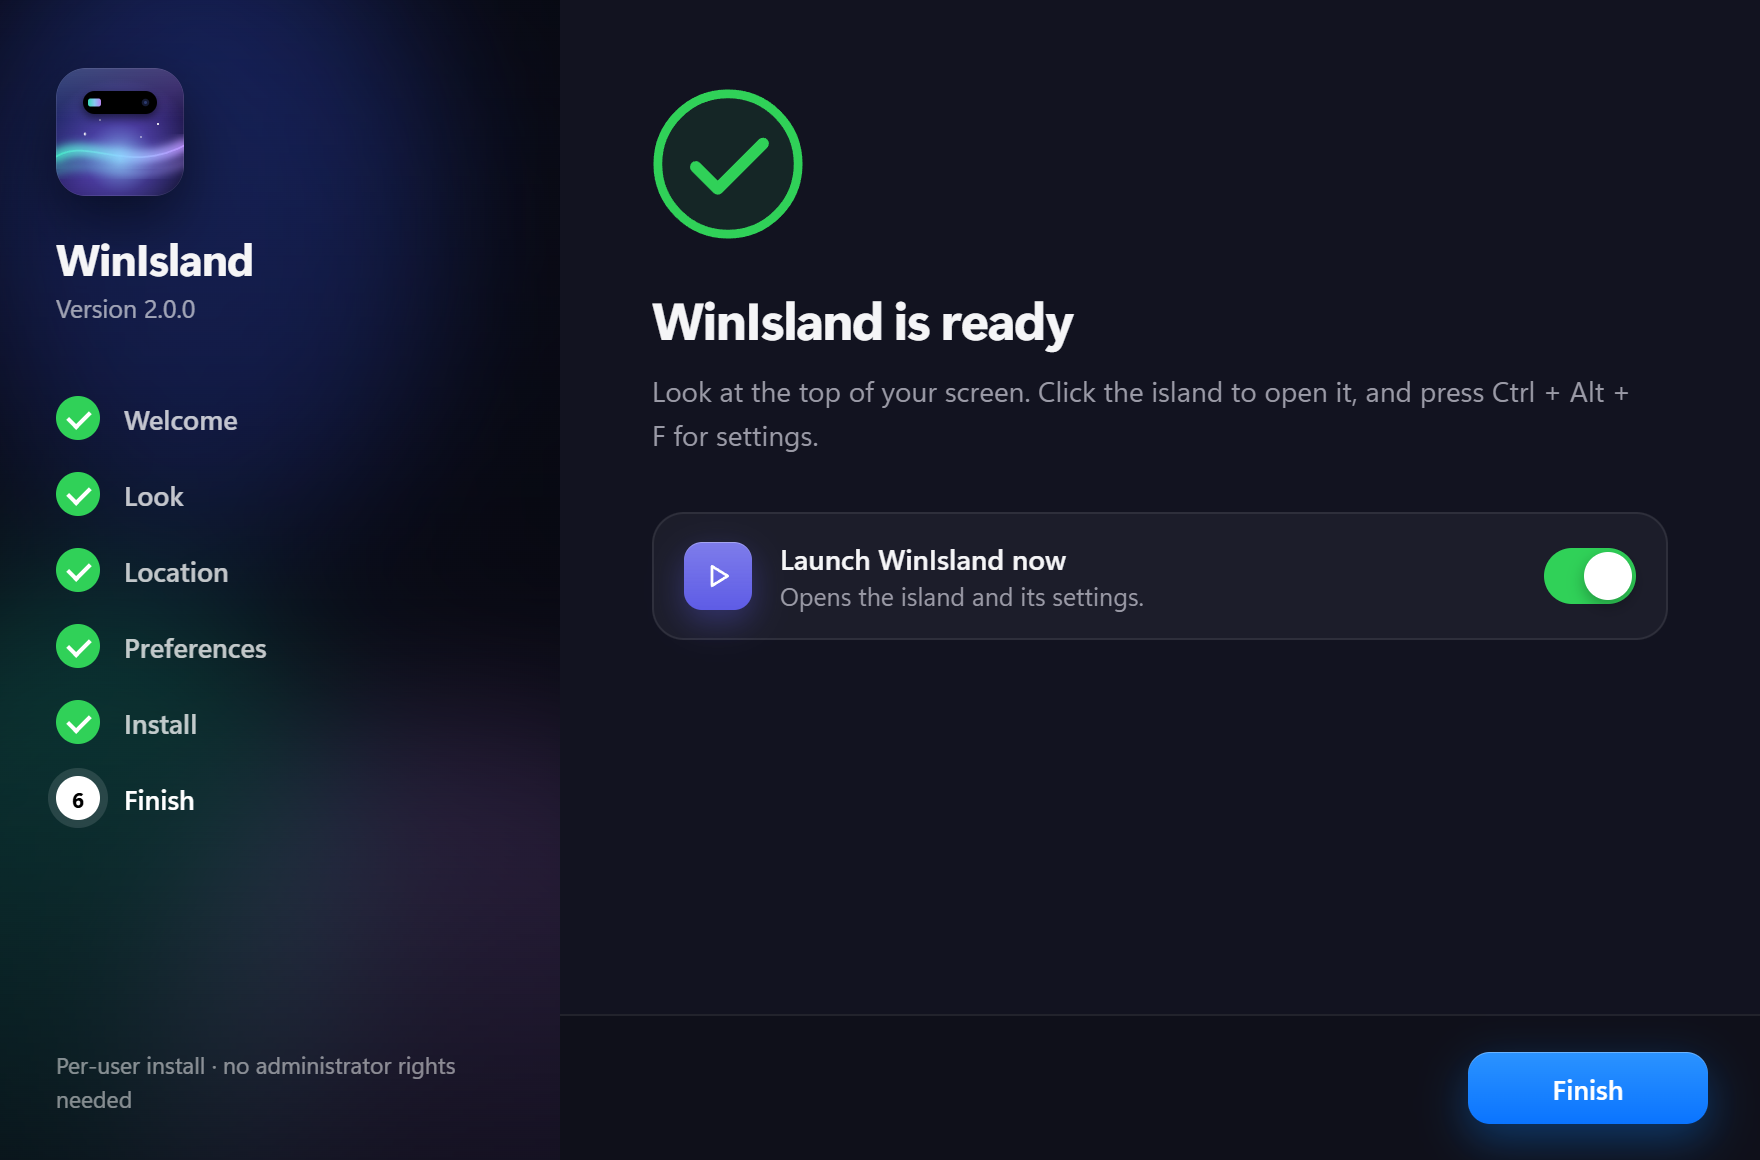 WinIsland
Version 2.0.0
Welcome
Look
Location
Preferences
Install
6
Finish
Per-user install · no administrator rights
needed
WinIsland is ready
Look at the top of your screen. Click the island to open it, and press Ctrl + Alt +
F for settings.
Launch WinIsland now
Opens the island and its settings.
Finish